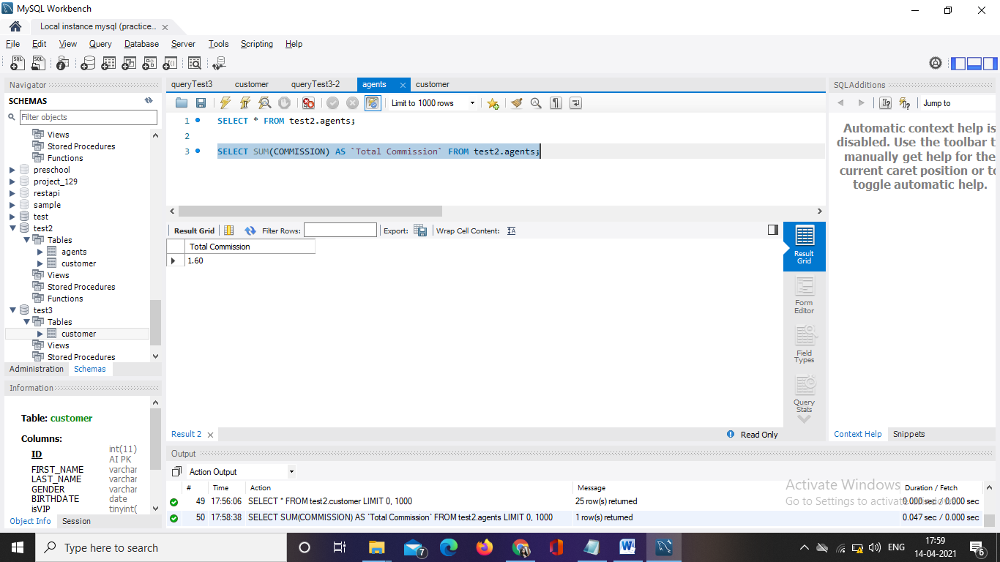 MySQL Workbench
Local instance mysql (practice... ×
File Edit View Query Database Server Tools Scripting Help
Navigator
SCHEMAS
Filter objects
Views
Stored Procedures
Functions
preschool
project_129
restapi
sample
test
test2
Tables
agents
customer
Views
Stored Procedures
Functions
test3
Tables
customer
Views
Stored Procedures
Administration Schemas
Information
Table: customer
Columns:
ID int(11)
AI PK
FIRST_NAME varchar
LAST_NAME varchar
GENDER varchar
BIRTHDATE date
isVIP tinyint(
Object Info Session
queryTest3 customer queryTest3-2 agents × customer
Limit to 1000 rows
1 SELECT * FROM test2.agents;
2
3 SELECT SUM(COMMISSION) AS `Total Commission` FROM test2.agents;
Result Grid Filter Rows: Export: Wrap Cell Content:
Total Commission
1.60
Result Grid
Form Editor
Field Types
Query Stats
Result 2 × Read Only
SQLAdditions
Jump to
Automatic context help is
disabled. Use the toolbar t
manually get help for the
current caret position or to
toggle automatic help.
Context Help Snippets
Output
Action Output
# Time Action Message Duration / Fetch
49 17:56:06 SELECT * FROM test2.customer LIMIT 0, 1000 25 row(s) returned 0.000 sec / 0.000 sec
50 17:58:38 SELECT SUM(COMMISSION) AS `Total Commission` FROM test2.agents LIMIT 0, 1000 1 row(s) returned 0.047 sec / 0.000 sec
Activate Windows
Go to Settings to activate Windows.
Type here to search
7
W
ENG
17:59
14-04-2021
6